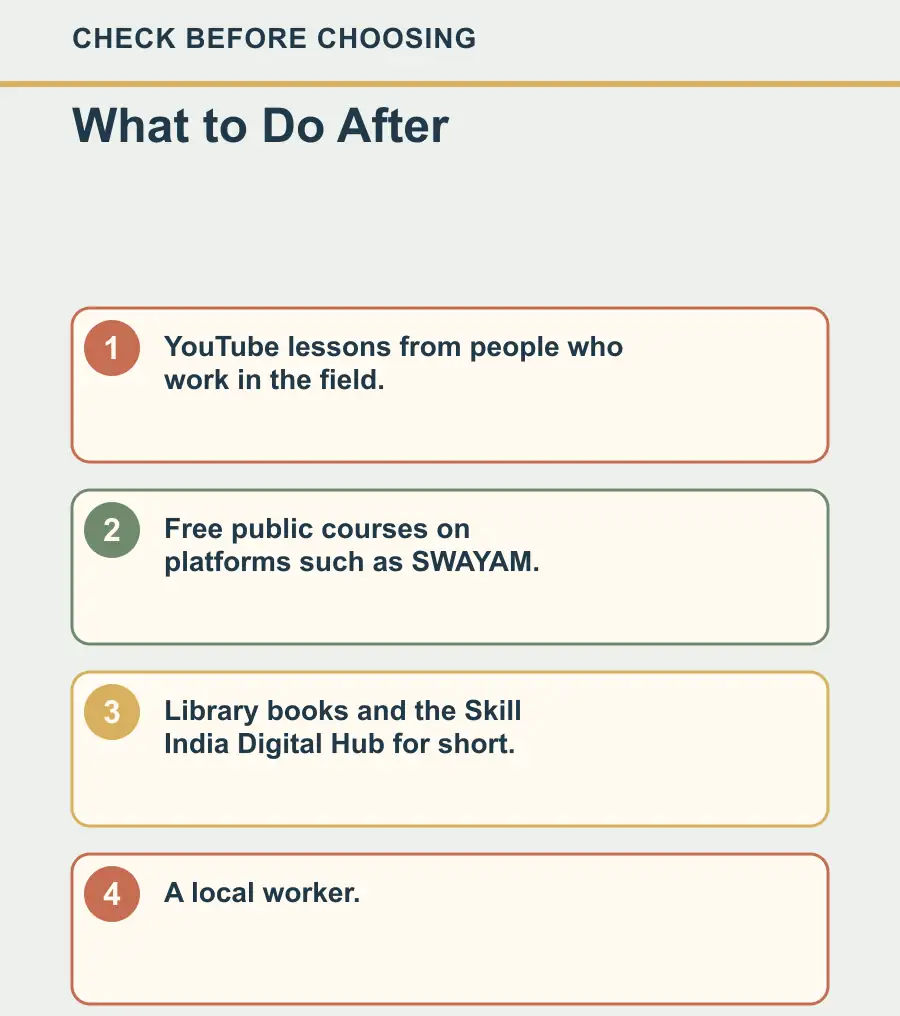 CHECK BEFORE CHOOSING
What to Do After
1
YouTube lessons from people who
work in the field.
2
Free public courses on
platforms such as SWAYAM.
3
Library books and the Skill
India Digital Hub for short.
4
A local worker.